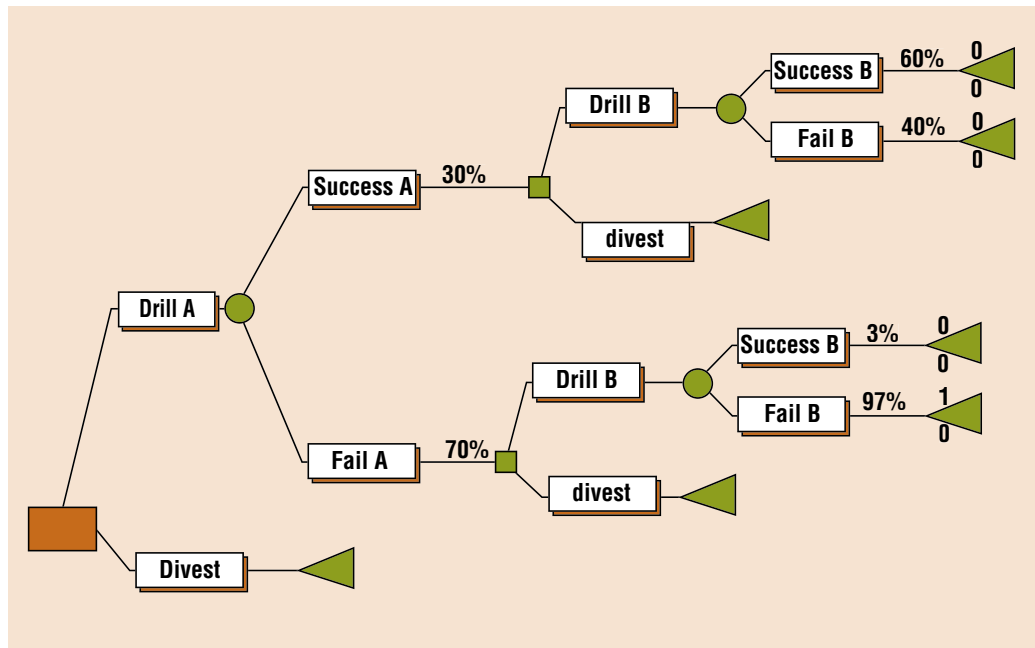 Success B 60% 0
0
Drill B
Fail B 40% 0
0
Success A 30%
divest
Drill A
Success B 3% 0
0
Drill B
Fail B 97% 1
0
Fail A 70%
divest
Divest